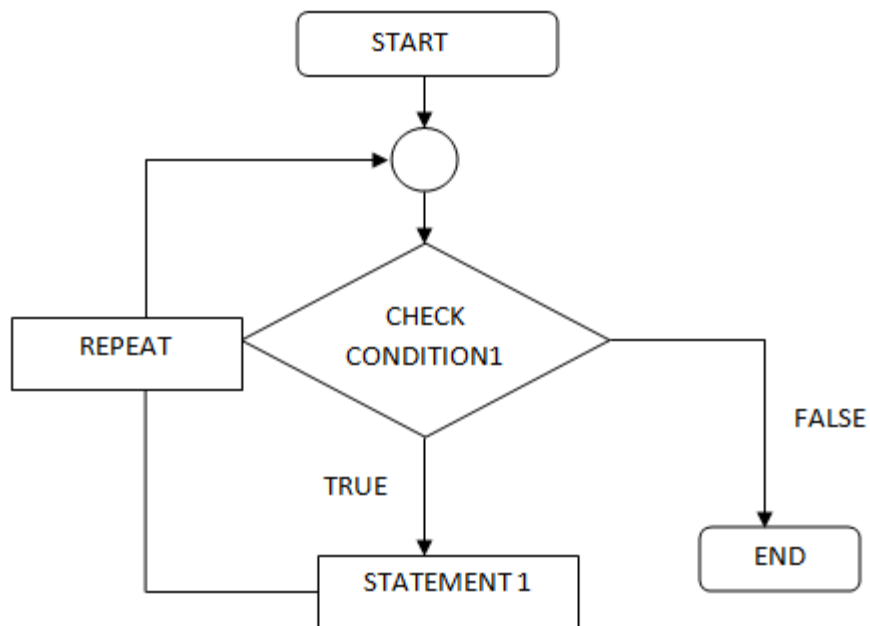 START
CHECK
CONDITION1
REPEAT
FALSE
TRUE
END
STATEMENT 1